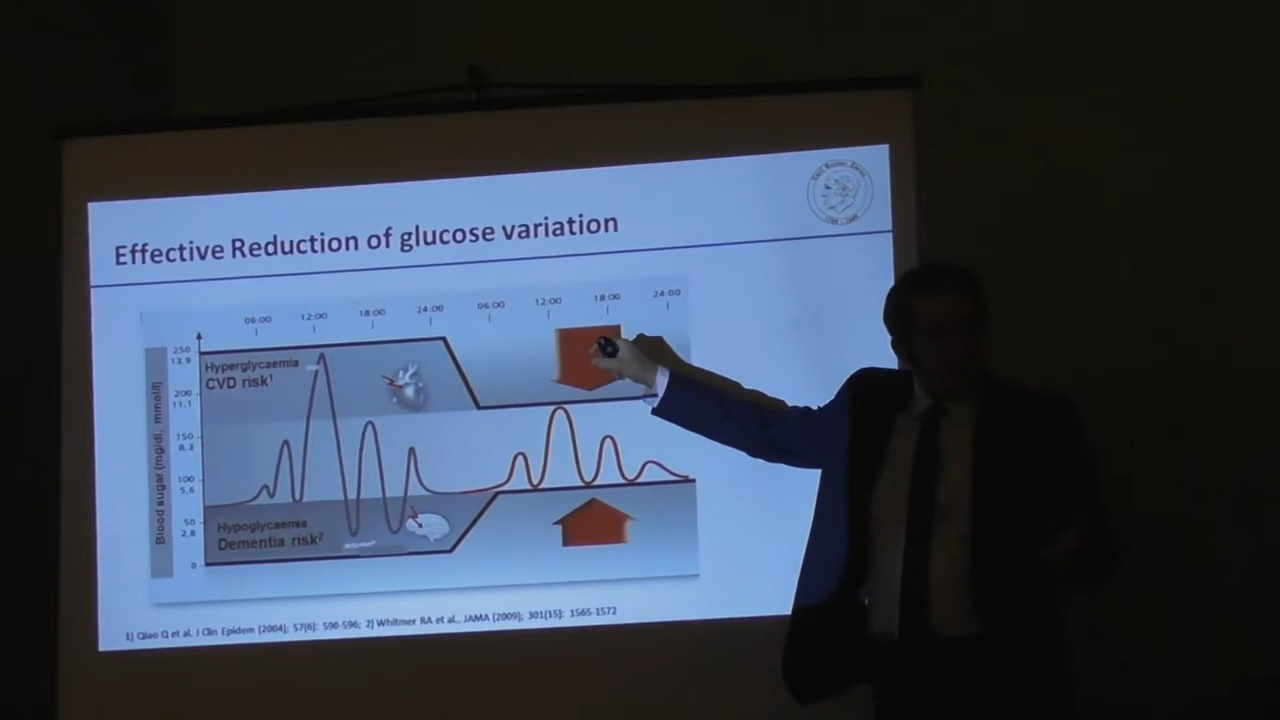 Effective Reduction of glucose variation
06:00 12:00 18:00 24:00 06:00 12:00 18:00 24:00
Blood sugar (mg/dl, mmol/l)
250
13,9
200
11,1
150
8,3
100
5,6
50
2,8
0
Hyperglycaemia
CVD risk1
Hypoglycaemia
Dementia risk2
1) Qiao Q et al. J Clin Epidem (2004); 57(6): 590-596; 2) Whitmer RA et al., JAMA (2009); 301(15): 1565-1572